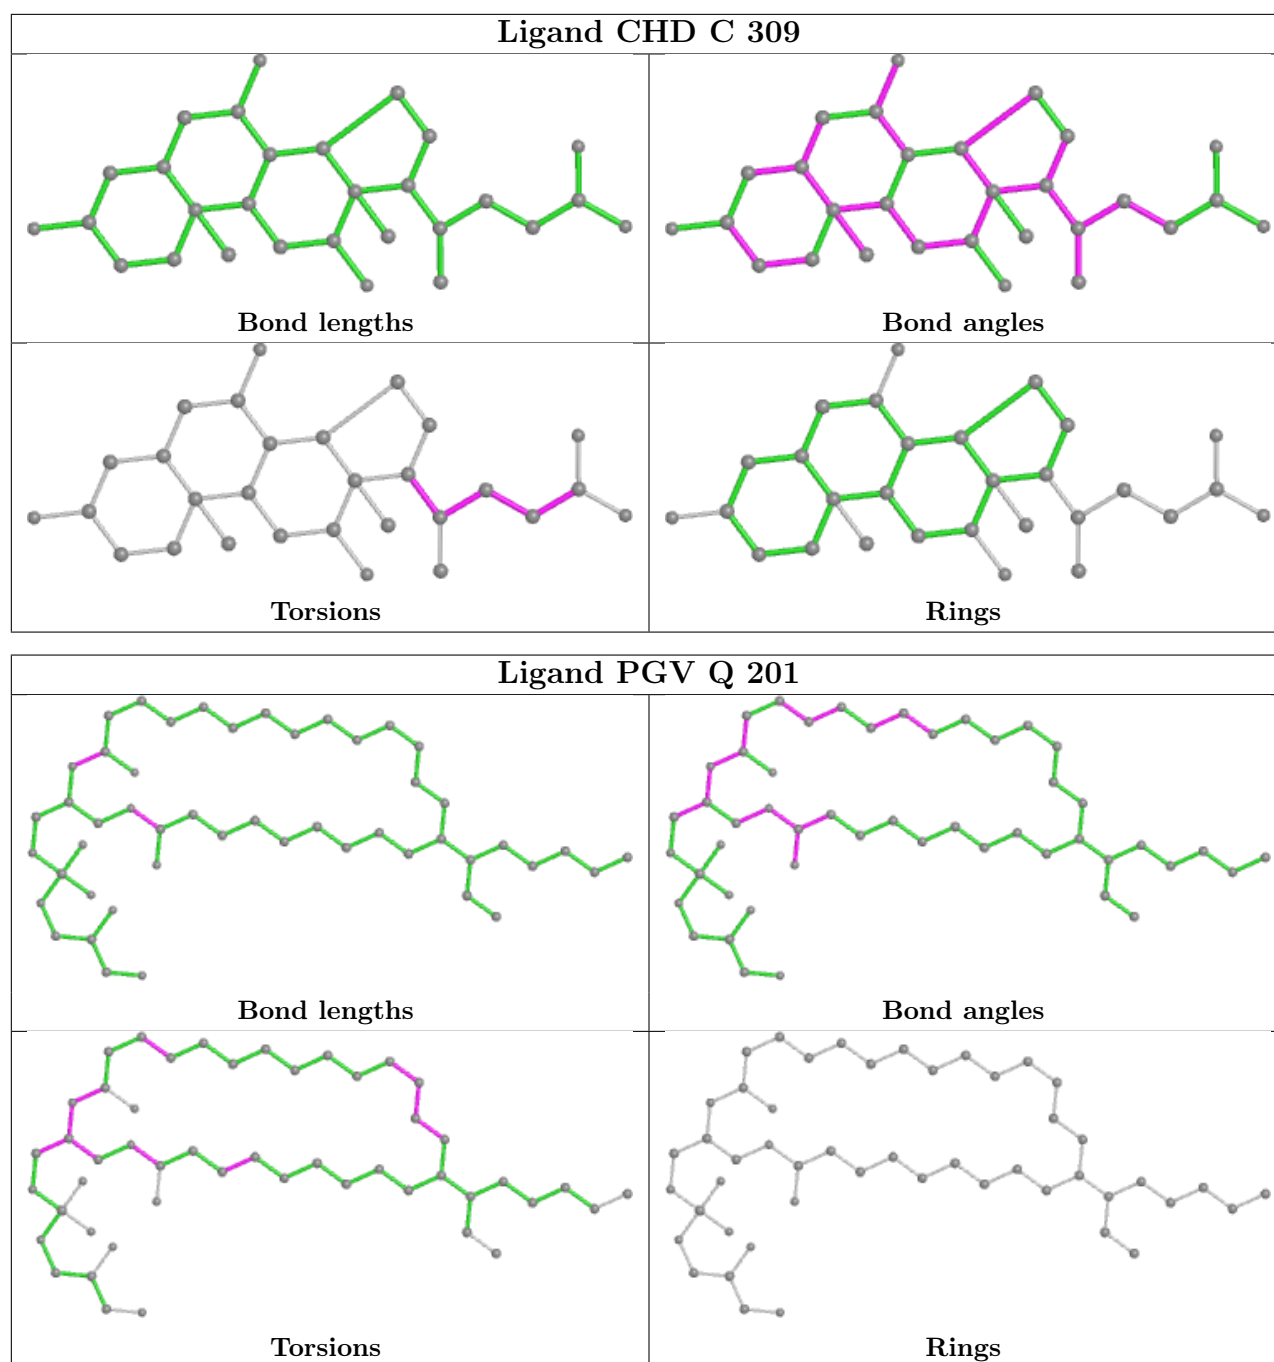 Ligand CHD C 309
Bond lengths
Bond angles
Torsions
Rings
Ligand PGV Q 201
Bond lengths
Bond angles
Torsions
Rings